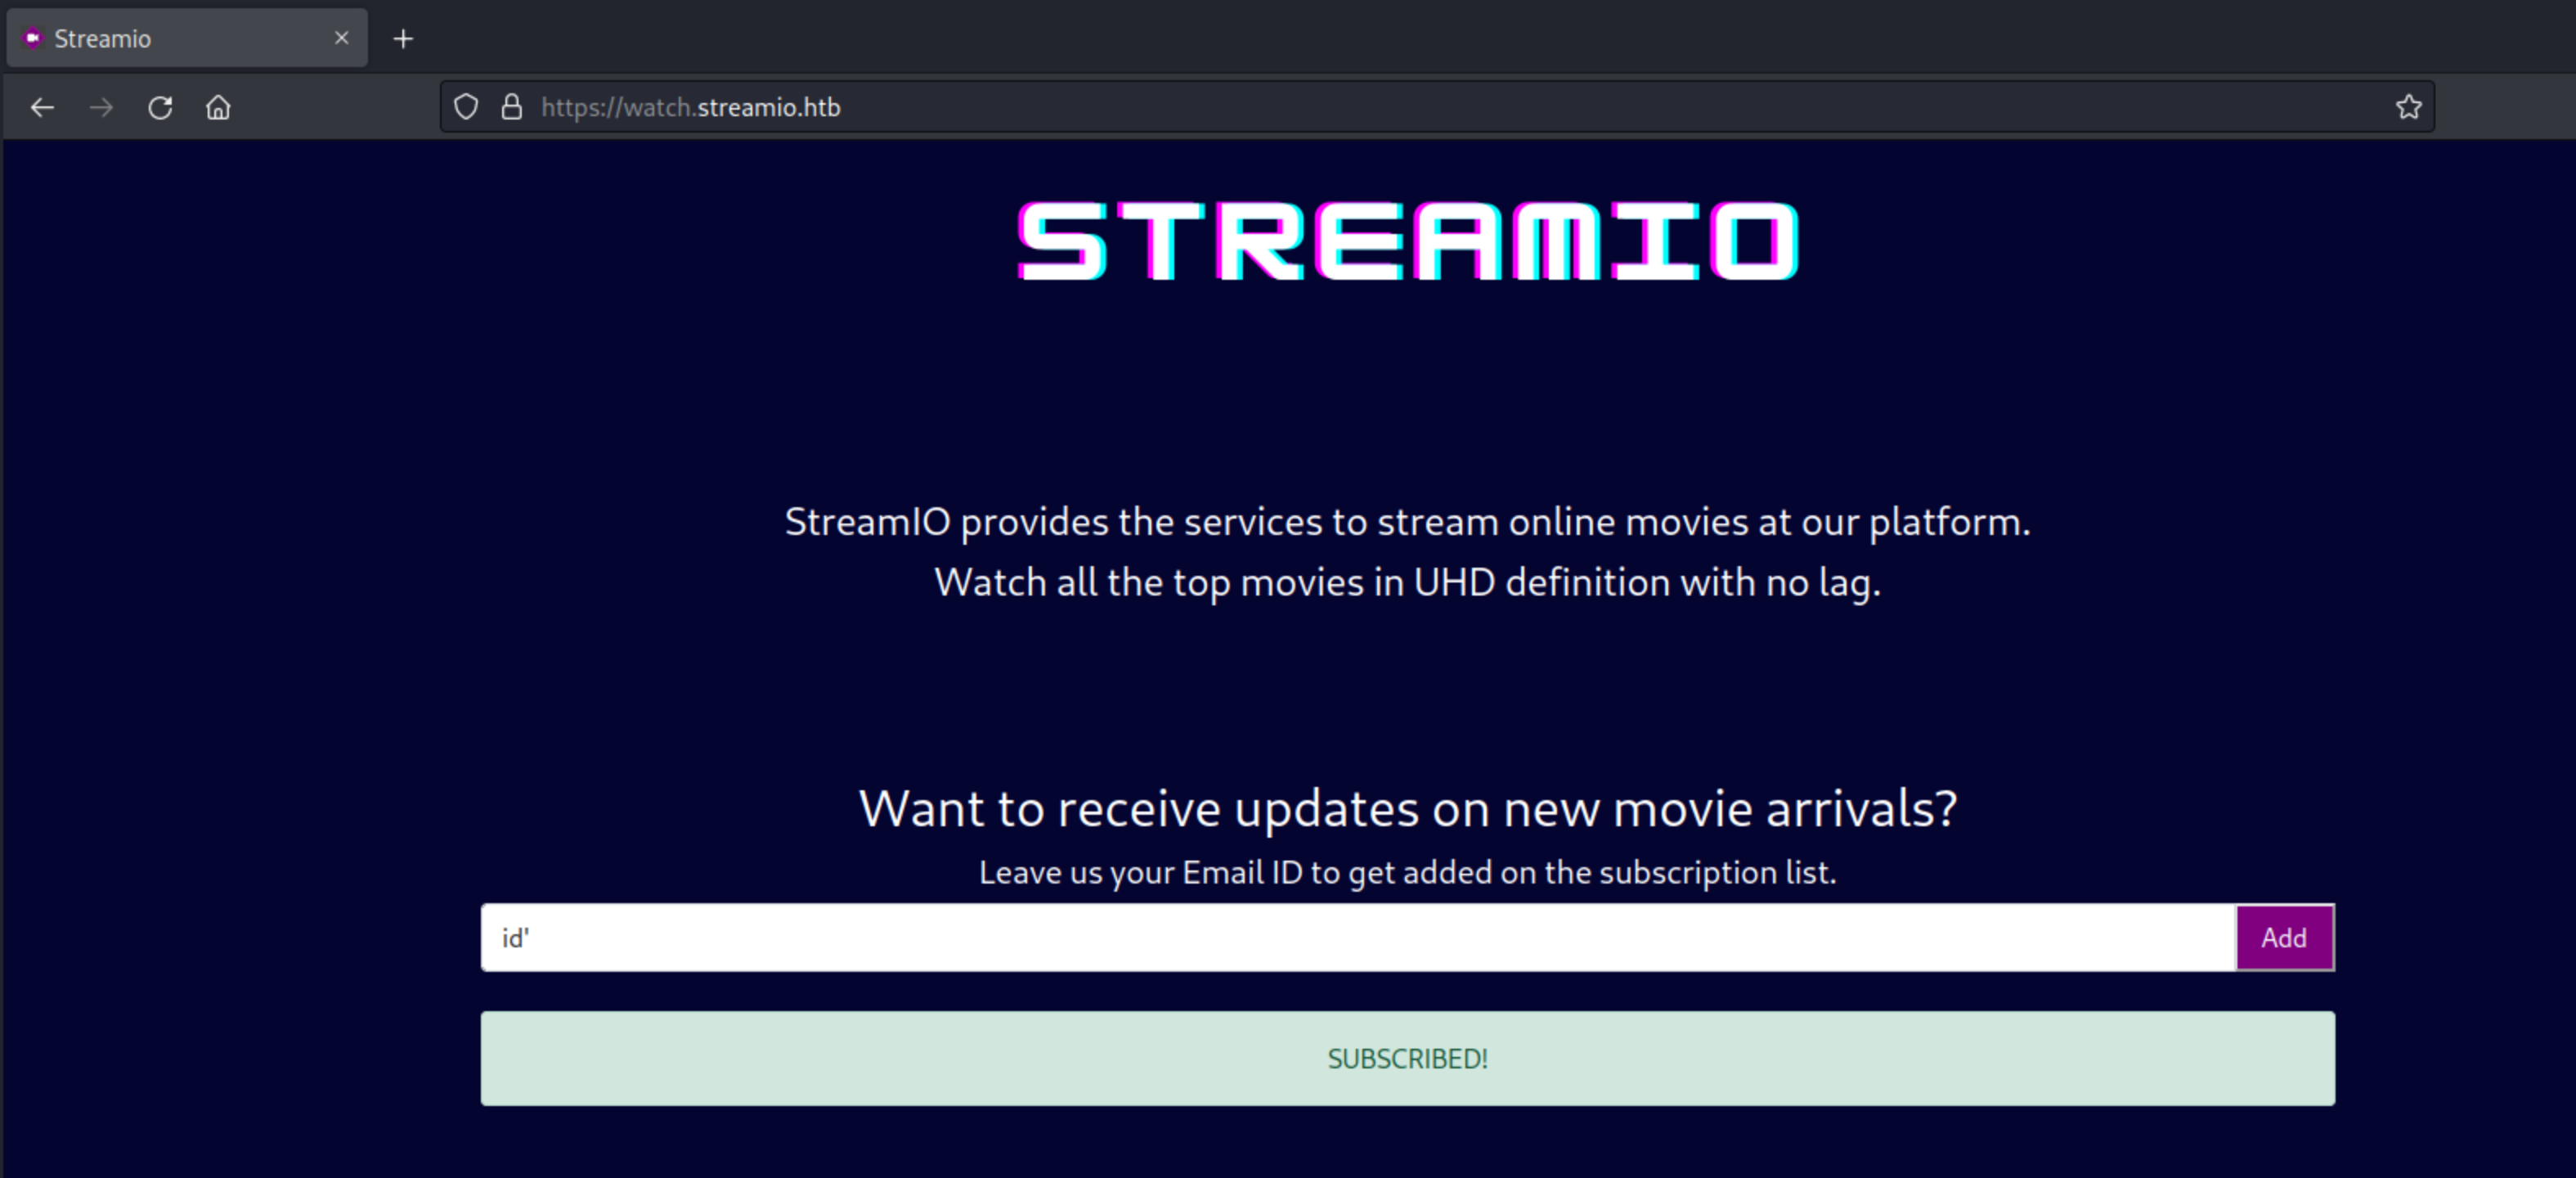 Streamio
https://watch.streamio.htb
STREAMIO
StreamIO provides the services to stream online movies at our platform.
Watch all the top movies in UHD definition with no lag.
Want to receive updates on new movie arrivals?
Leave us your Email ID to get added on the subscription list.
id' Add
SUBSCRIBED!